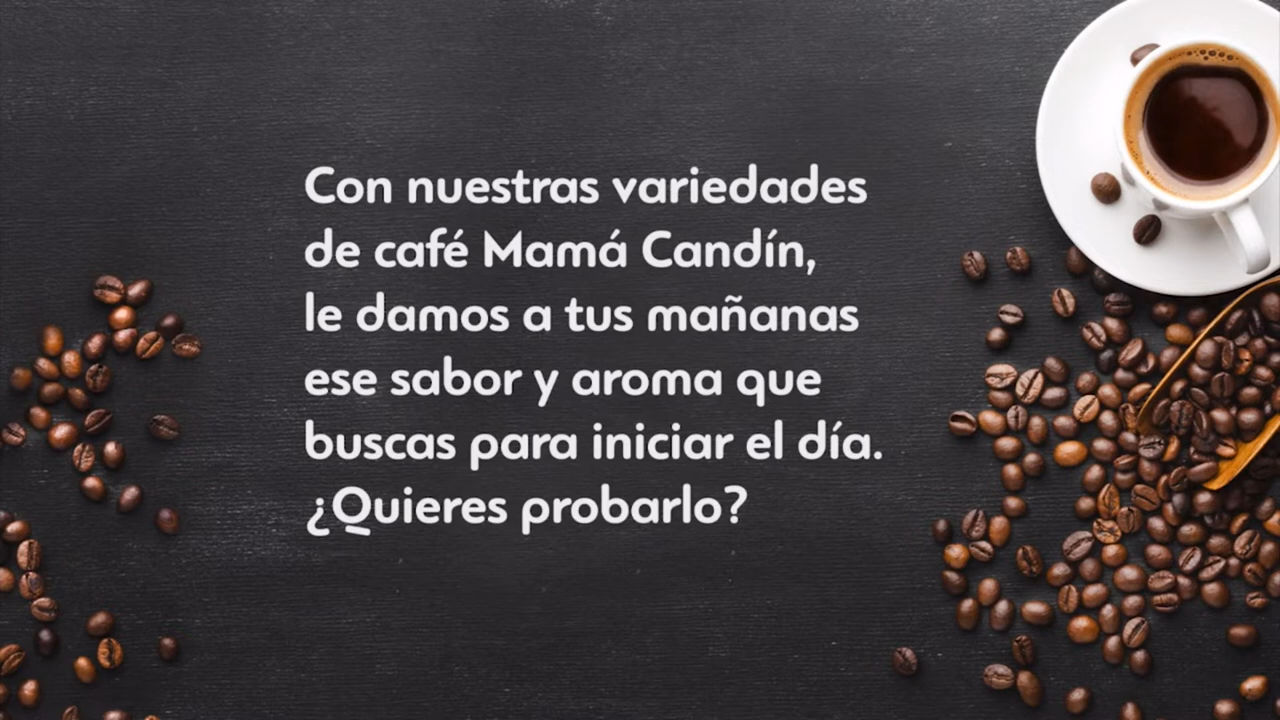 Con nuestras variedades
de café Mamá Candín,
le damos a tus mañanas
ese sabor y aroma que
buscas para iniciar el día.
¿Quieres probarlo?